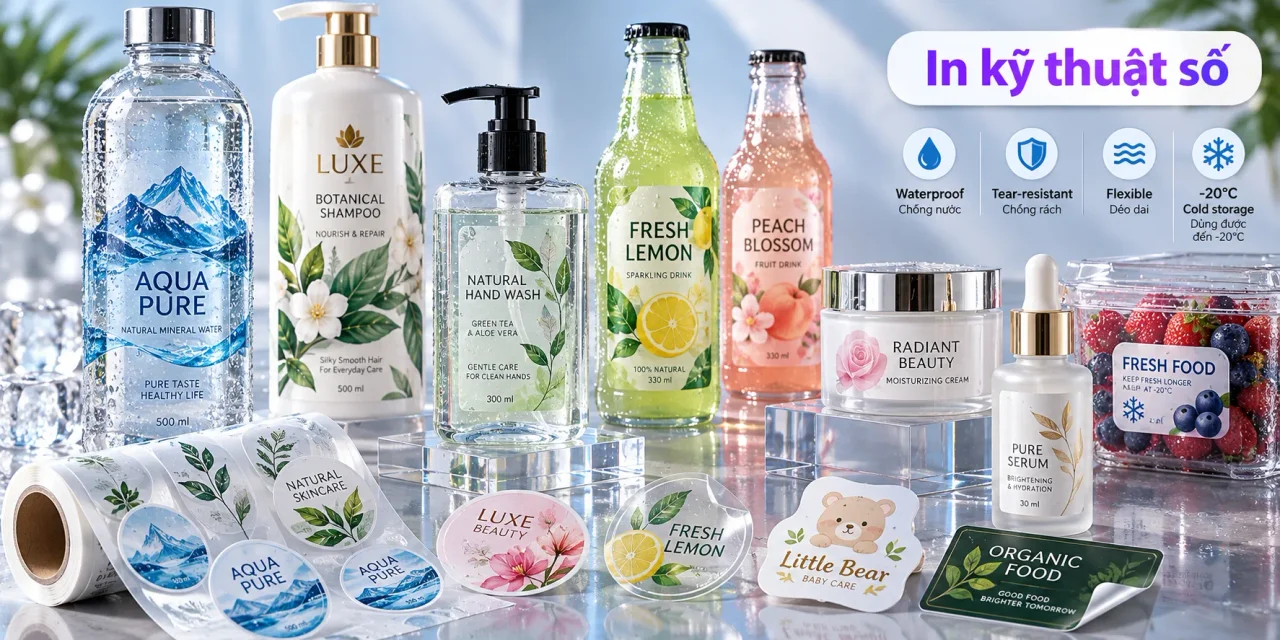 In kỹ thuật số
Waterproof
Chống nước
Tear-resistant
Chống rách
Flexible
Dẻo dai
-20°C
Cold storage
Dùng được
đến -20°C
AQUA
PURE
NATURAL MINERAL WATER
PURE TASTE
HEALTHY LIFE
500 ml
LUXE
BOTANICAL
SHAMPOO
NOURISH & REPAIR
Silky Smooth Hair
For Everyday Care
500 ml
NATURAL
HAND WASH
GREEN TEA
& ALOE VERA
GENTLE CARE
FOR CLEAN HANDS
300 ml
FRESH
LEMON
SPARKLING DRINK
100% NATURAL
330 ml
PEACH
BLOSSOM
FRUIT DRINK
330 ml
RADIANT
BEAUTY
MOISTURIZING CREAM
PURE
SERUM
BRIGHTENING
& HYDRATION
30 ml
FRESH FOOD
KEEP FRESH LONGER
KEEP AT -20°C
NATURAL
SKINCARE
AQUA
PURE
AQUA
PURE
LUXE
BEAUTY
FRESH
LEMON
Little Bear
BABY CARE
ORGANIC
FOOD
GOOD FOOD
BRIGHTER TOMORROW